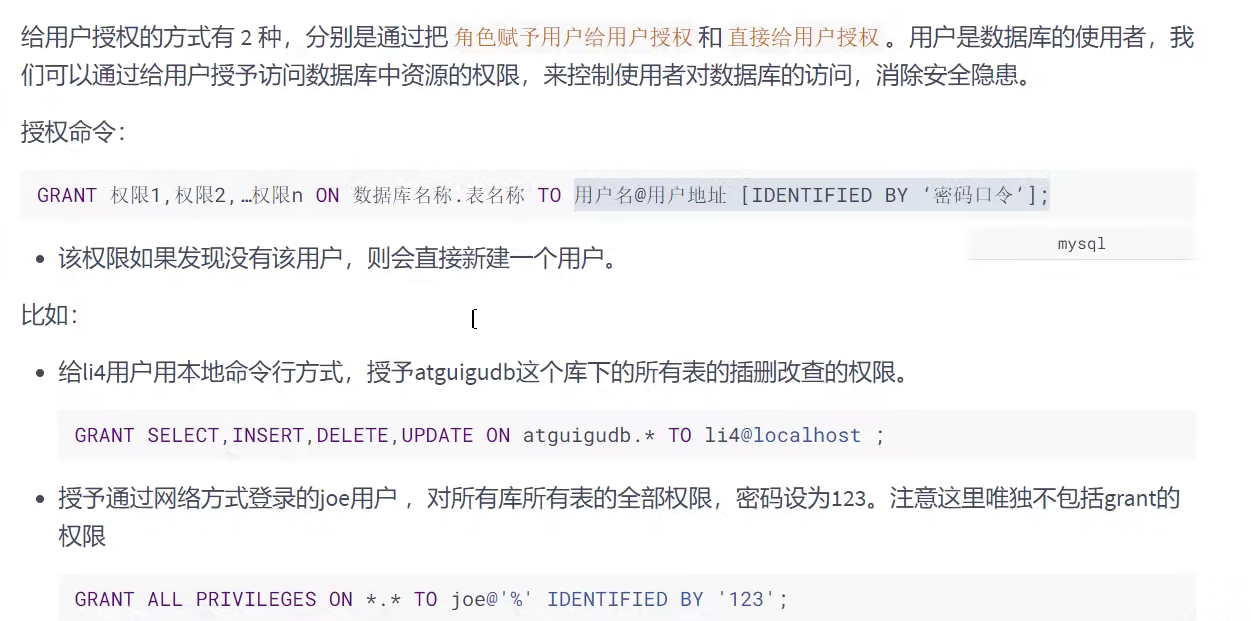 给用户授权的方式有 2 种，分别是通过把 角色赋予用户给用户授权 和 直接给用户授权 。用户是数据库的使用者，我
们可以通过给用户授予访问数据库中资源的权限，来控制使用者对数据库的访问，消除安全隐患。
授权命令：
GRANT 权限1,权限2,…权限n ON 数据库名称.表名称 TO 用户名@用户地址 [IDENTIFIED BY ‘密码口令’];
mysql
• 该权限如果发现没有该用户，则会直接新建一个用户。
比如：
• 给li4用户用本地命令行方式，授予atguigudb这个库下的所有表的插删改查的权限。
GRANT SELECT,INSERT,DELETE,UPDATE ON atguigudb.* TO li4@localhost ;
• 授予通过网络方式登录的joe用户 ，对所有库所有表的全部权限，密码设为123。注意这里唯独不包括grant的
权限
GRANT ALL PRIVILEGES ON *.* TO joe@'%' IDENTIFIED BY '123';